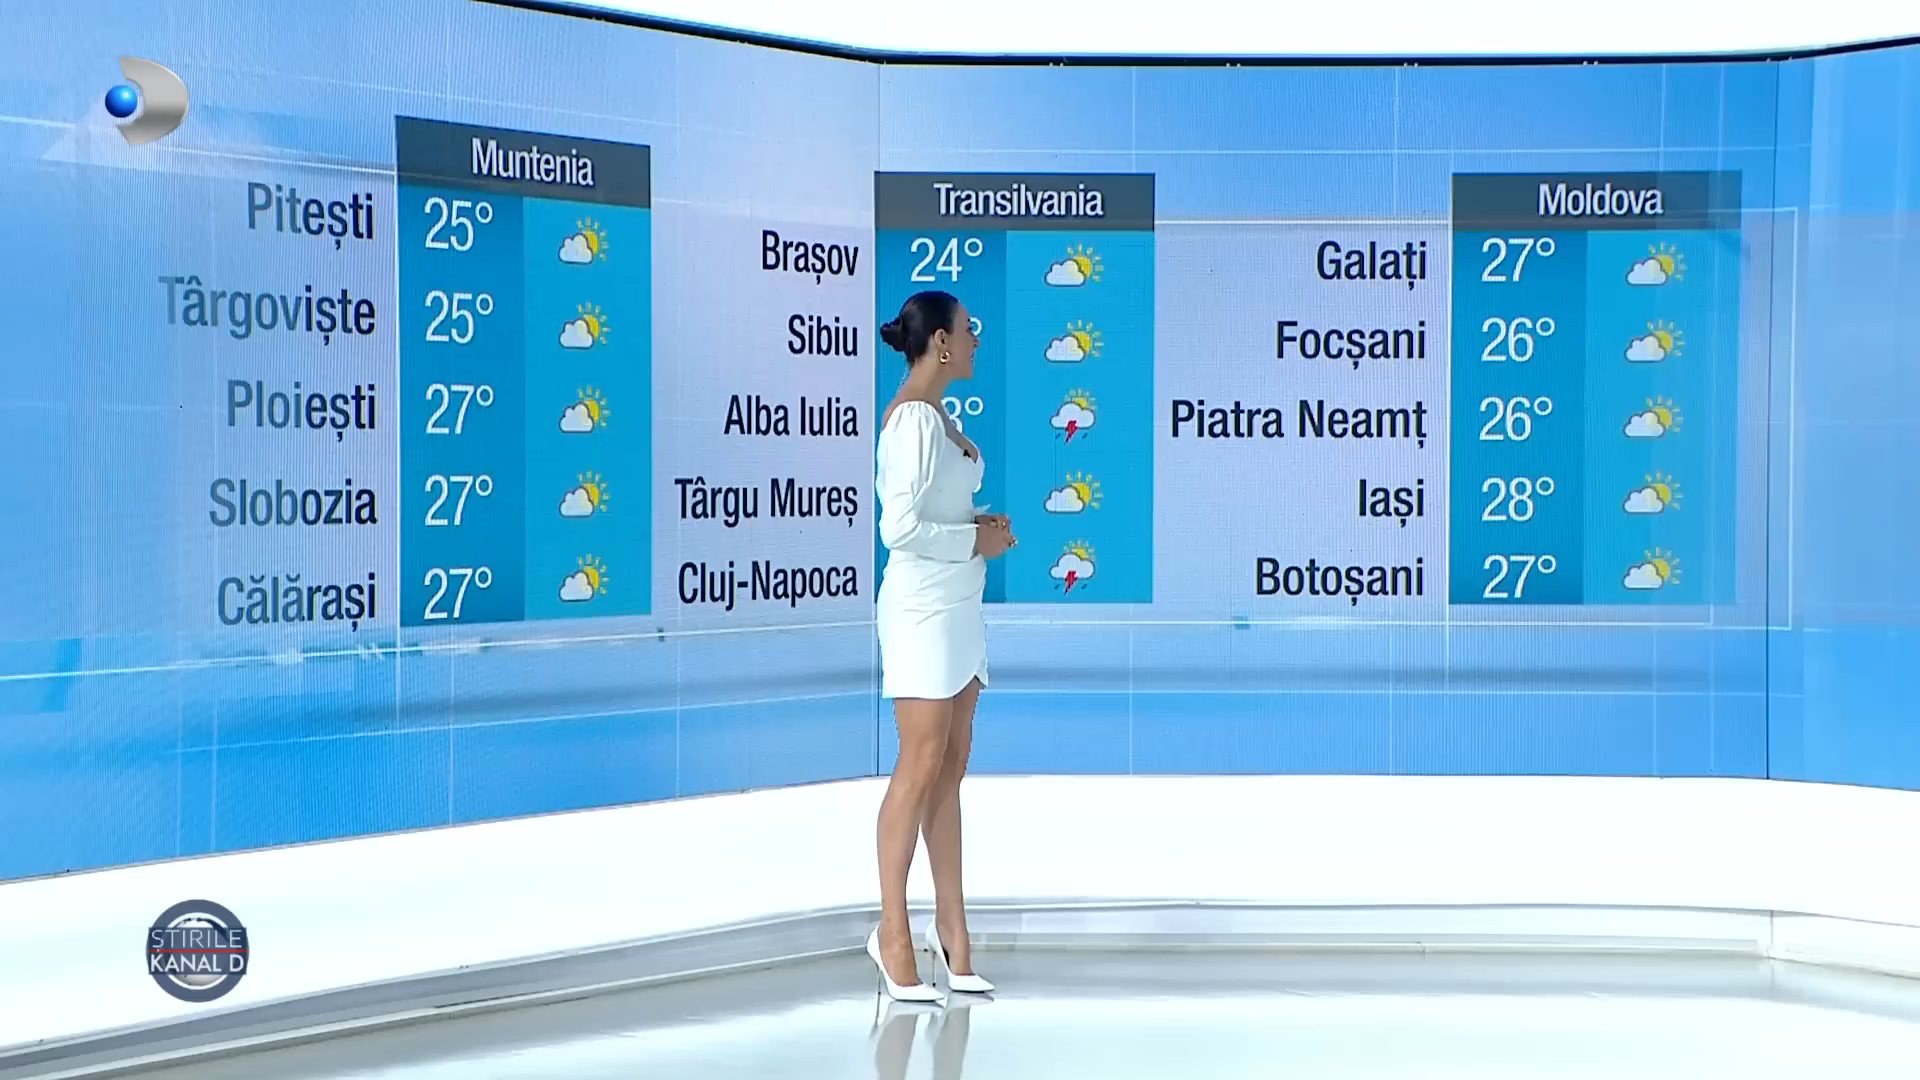 Muntenia
Pitești 25°
Târgoviște 25°
Ploiești 27°
Slobozia 27°
Călărași 27°
Transilvania
Brașov 24°
Sibiu
Alba Iulia
Târgu Mureș
Cluj-Napoca
Moldova
Galați 27°
Focșani 26°
Piatra Neamț 26°
Iași 28°
Botoșani 27°
ȘTIRILE
KANAL D